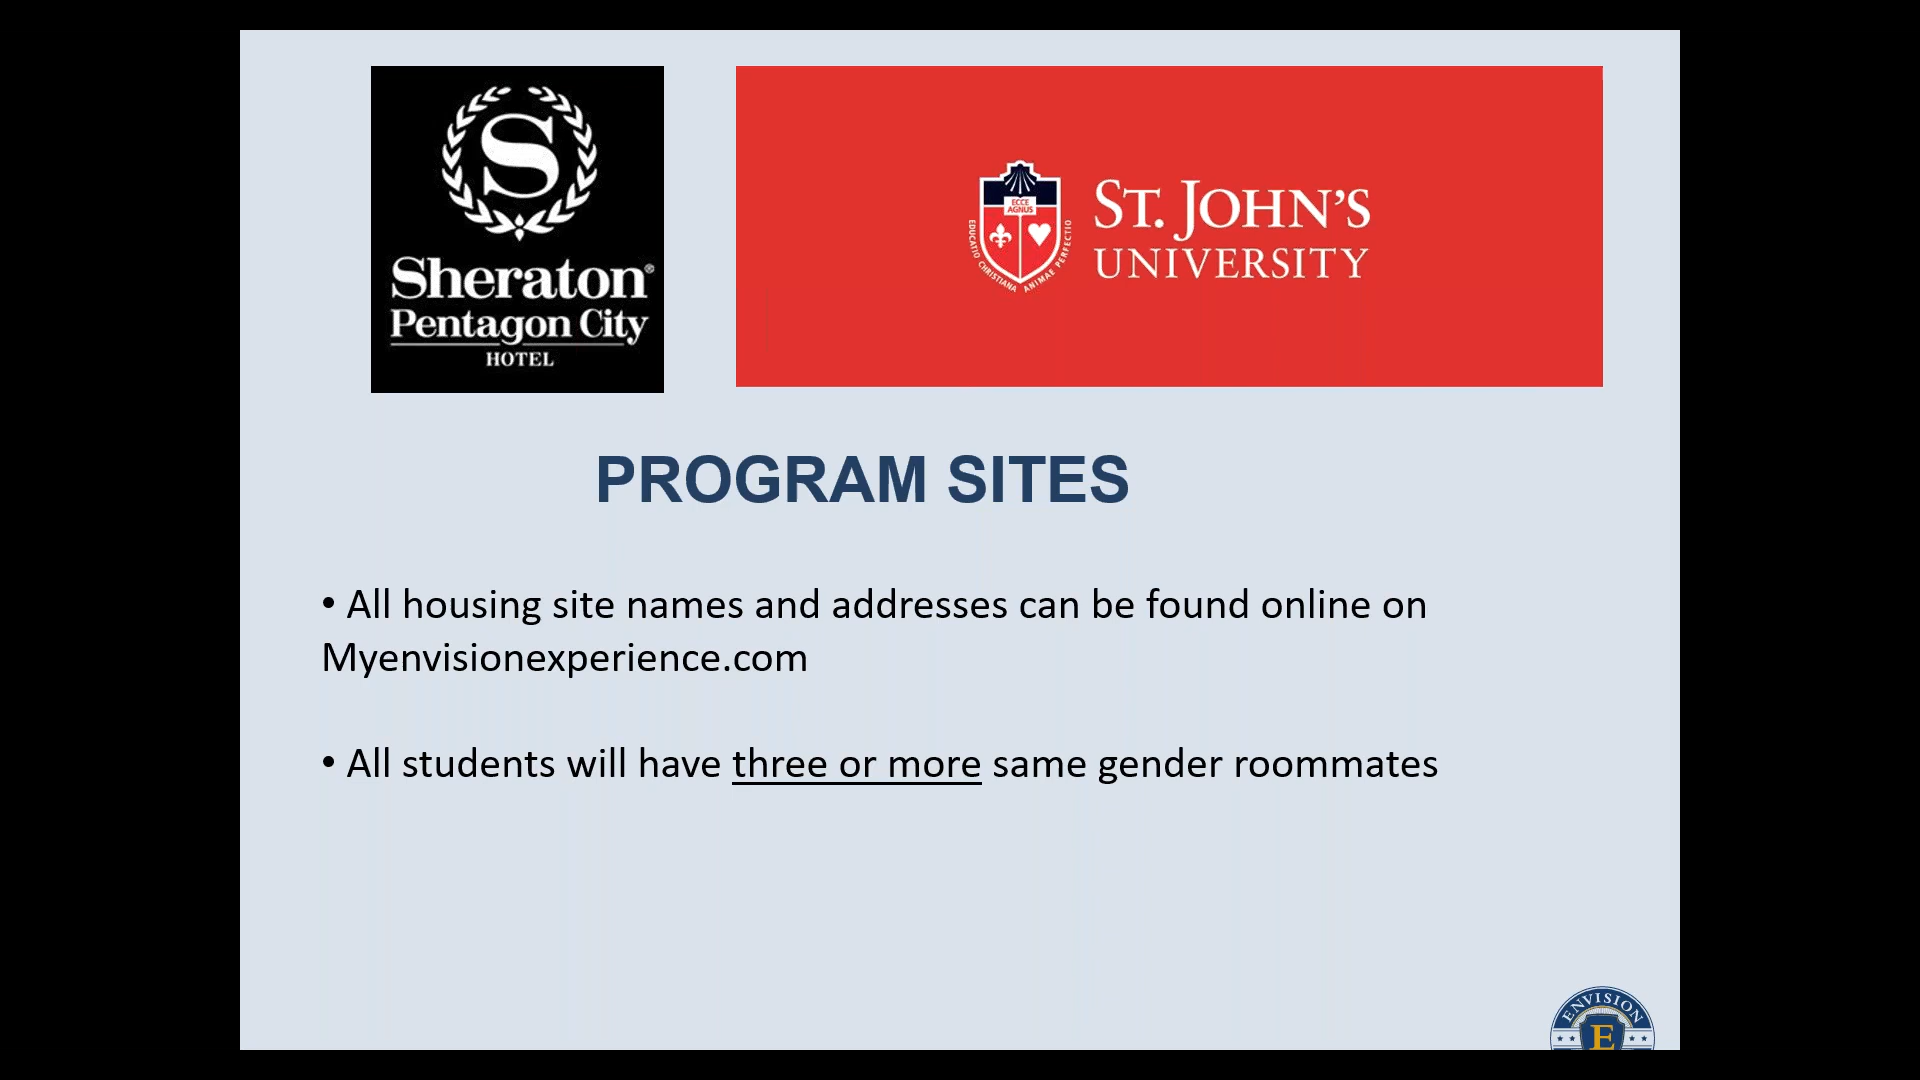 S
Sheraton®
Pentagon City
HOTEL
ECCE
AGNUS
EDUCATIO CHRISTIANA ANIMAE PERFECTIO
ST. JOHN'S
UNIVERSITY
PROGRAM SITES
• All housing site names and addresses can be found online on
Myenvisionexperience.com
• All students will have three or more same gender roommates
ENVISION
E